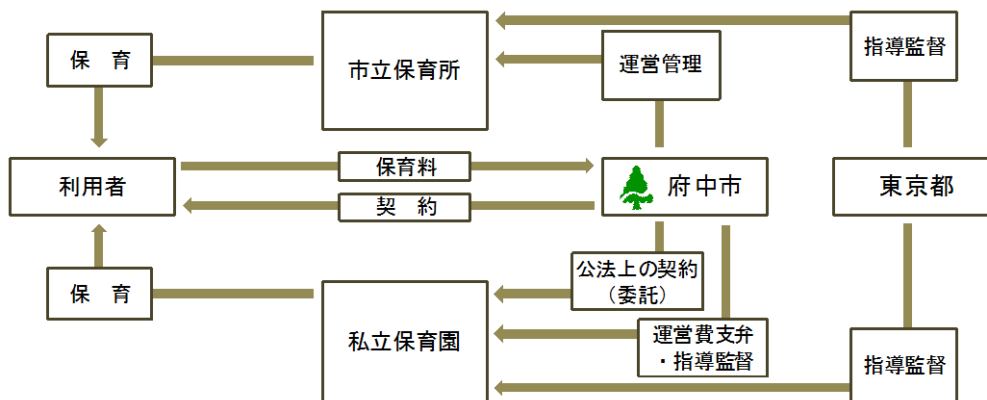 指導監督
保　育
市立保育所
運営管理
利用者
保育料
契　約
府中市
東京都
公法上の契約
（委託）
保　育
私立保育園
運営費支弁
・指導監督
指導監督